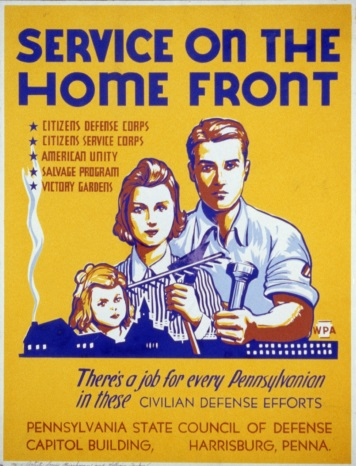 SERVICE ON THE
HOME FRONT
★ CITIZENS DEFENSE CORPS
★ CITIZENS SERVICE CORPS
★ AMERICAN UNITY
★ SALVAGE PROGRAM
★ VICTORY GARDENS
WPA
There's a job for every Pennsylvanian
in these CIVILIAN DEFENSE EFFORTS
PENNSYLVANIA STATE COUNCIL OF DEFENSE
CAPITOL BUILDING, HARRISBURG, PENNA.